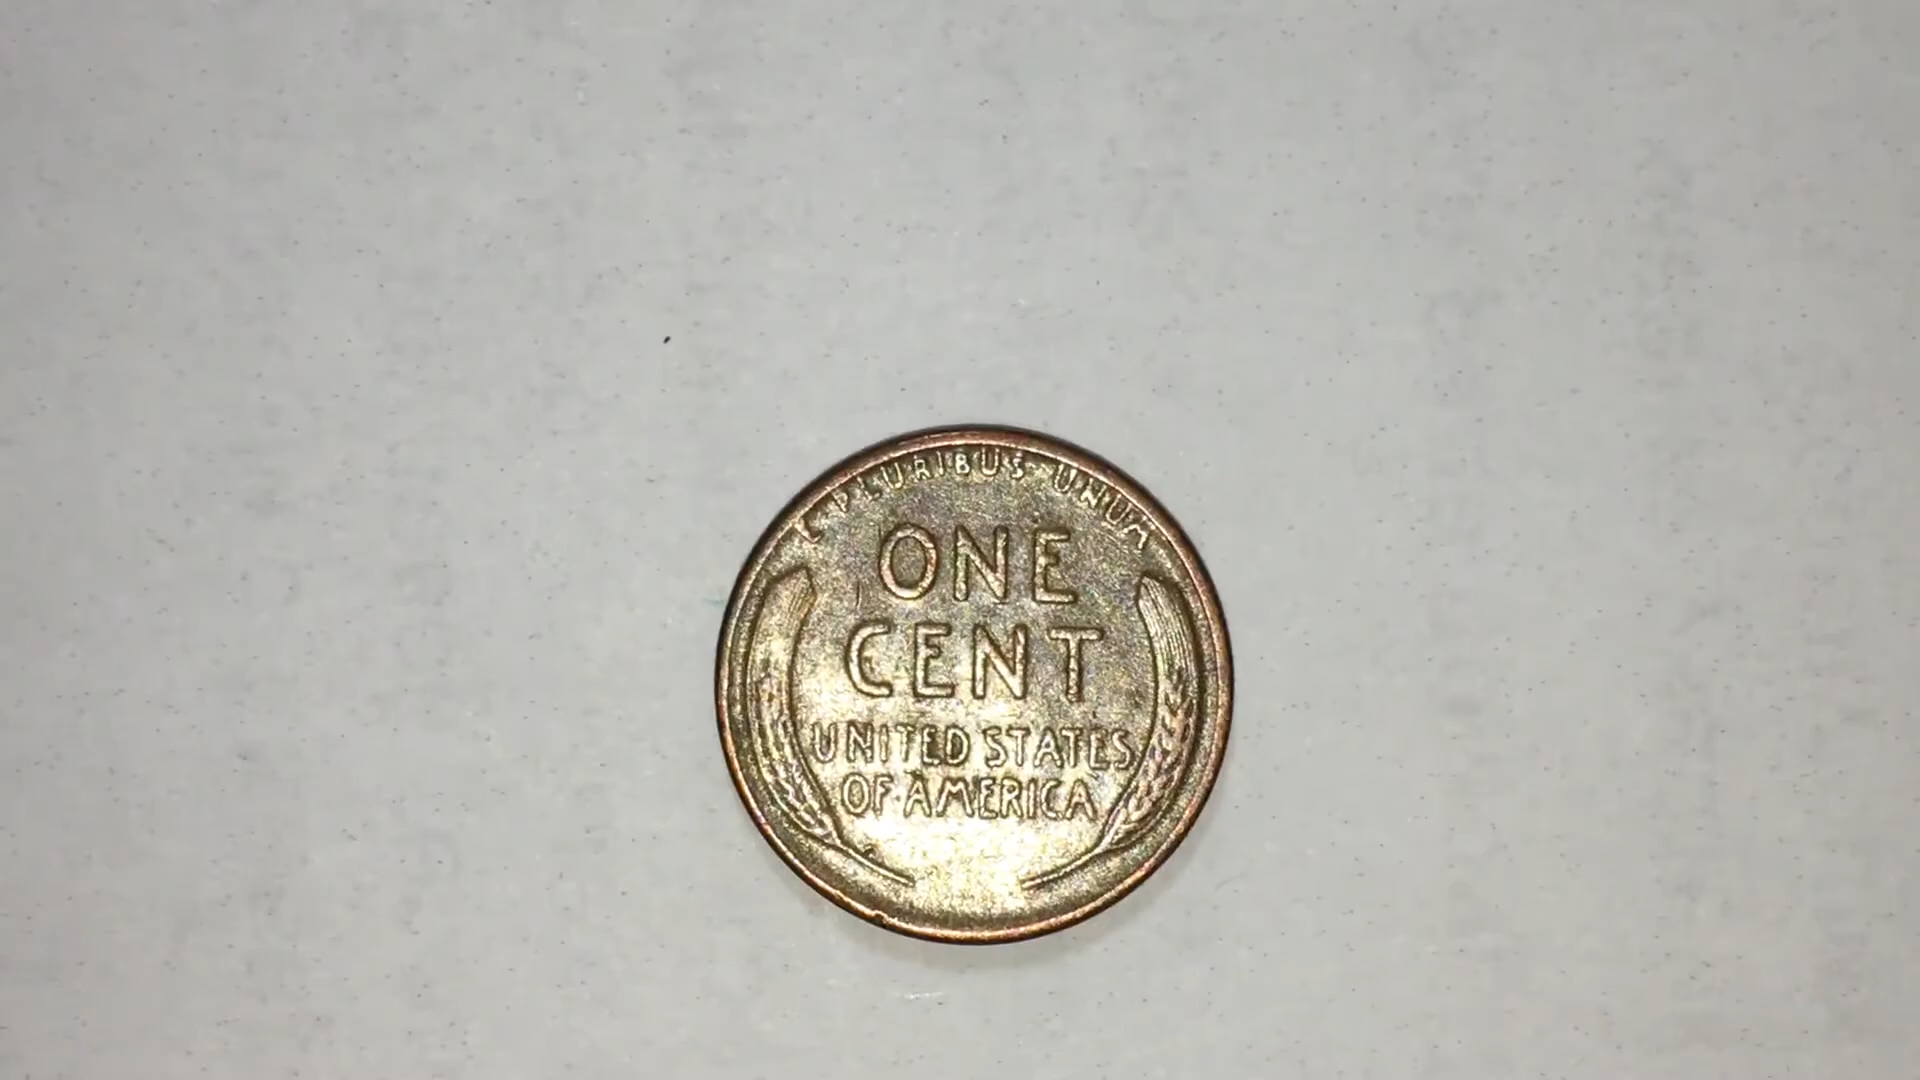 E PLURIBUS UNUM
ONE
CENT
UNITED STATES
OF AMERICA